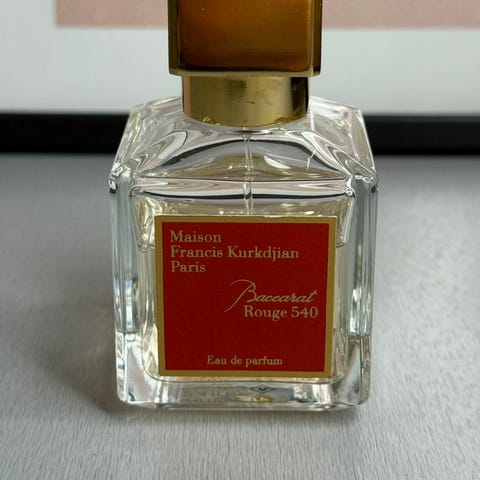 Maison
Francis Kurkdjian
Paris
Baccarat
Rouge 540
Eau de parfum